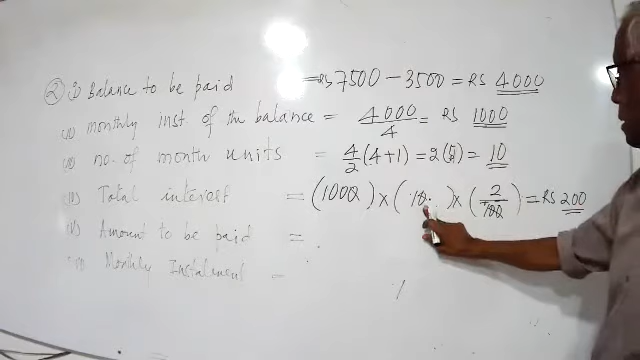 ② i) Balance to be paid = Rs 7500 - 3500 = RS 4000
ii) monthly inst. of the balance = 4000/4 = RS 1000
iii) no. of month units = 4/2 (4+1) = 2(5) = 10
iv) Total interest = (1000) × (10) × (2/100) = RS 200
v) Amount to be paid =
vi) Monthly Instalment =